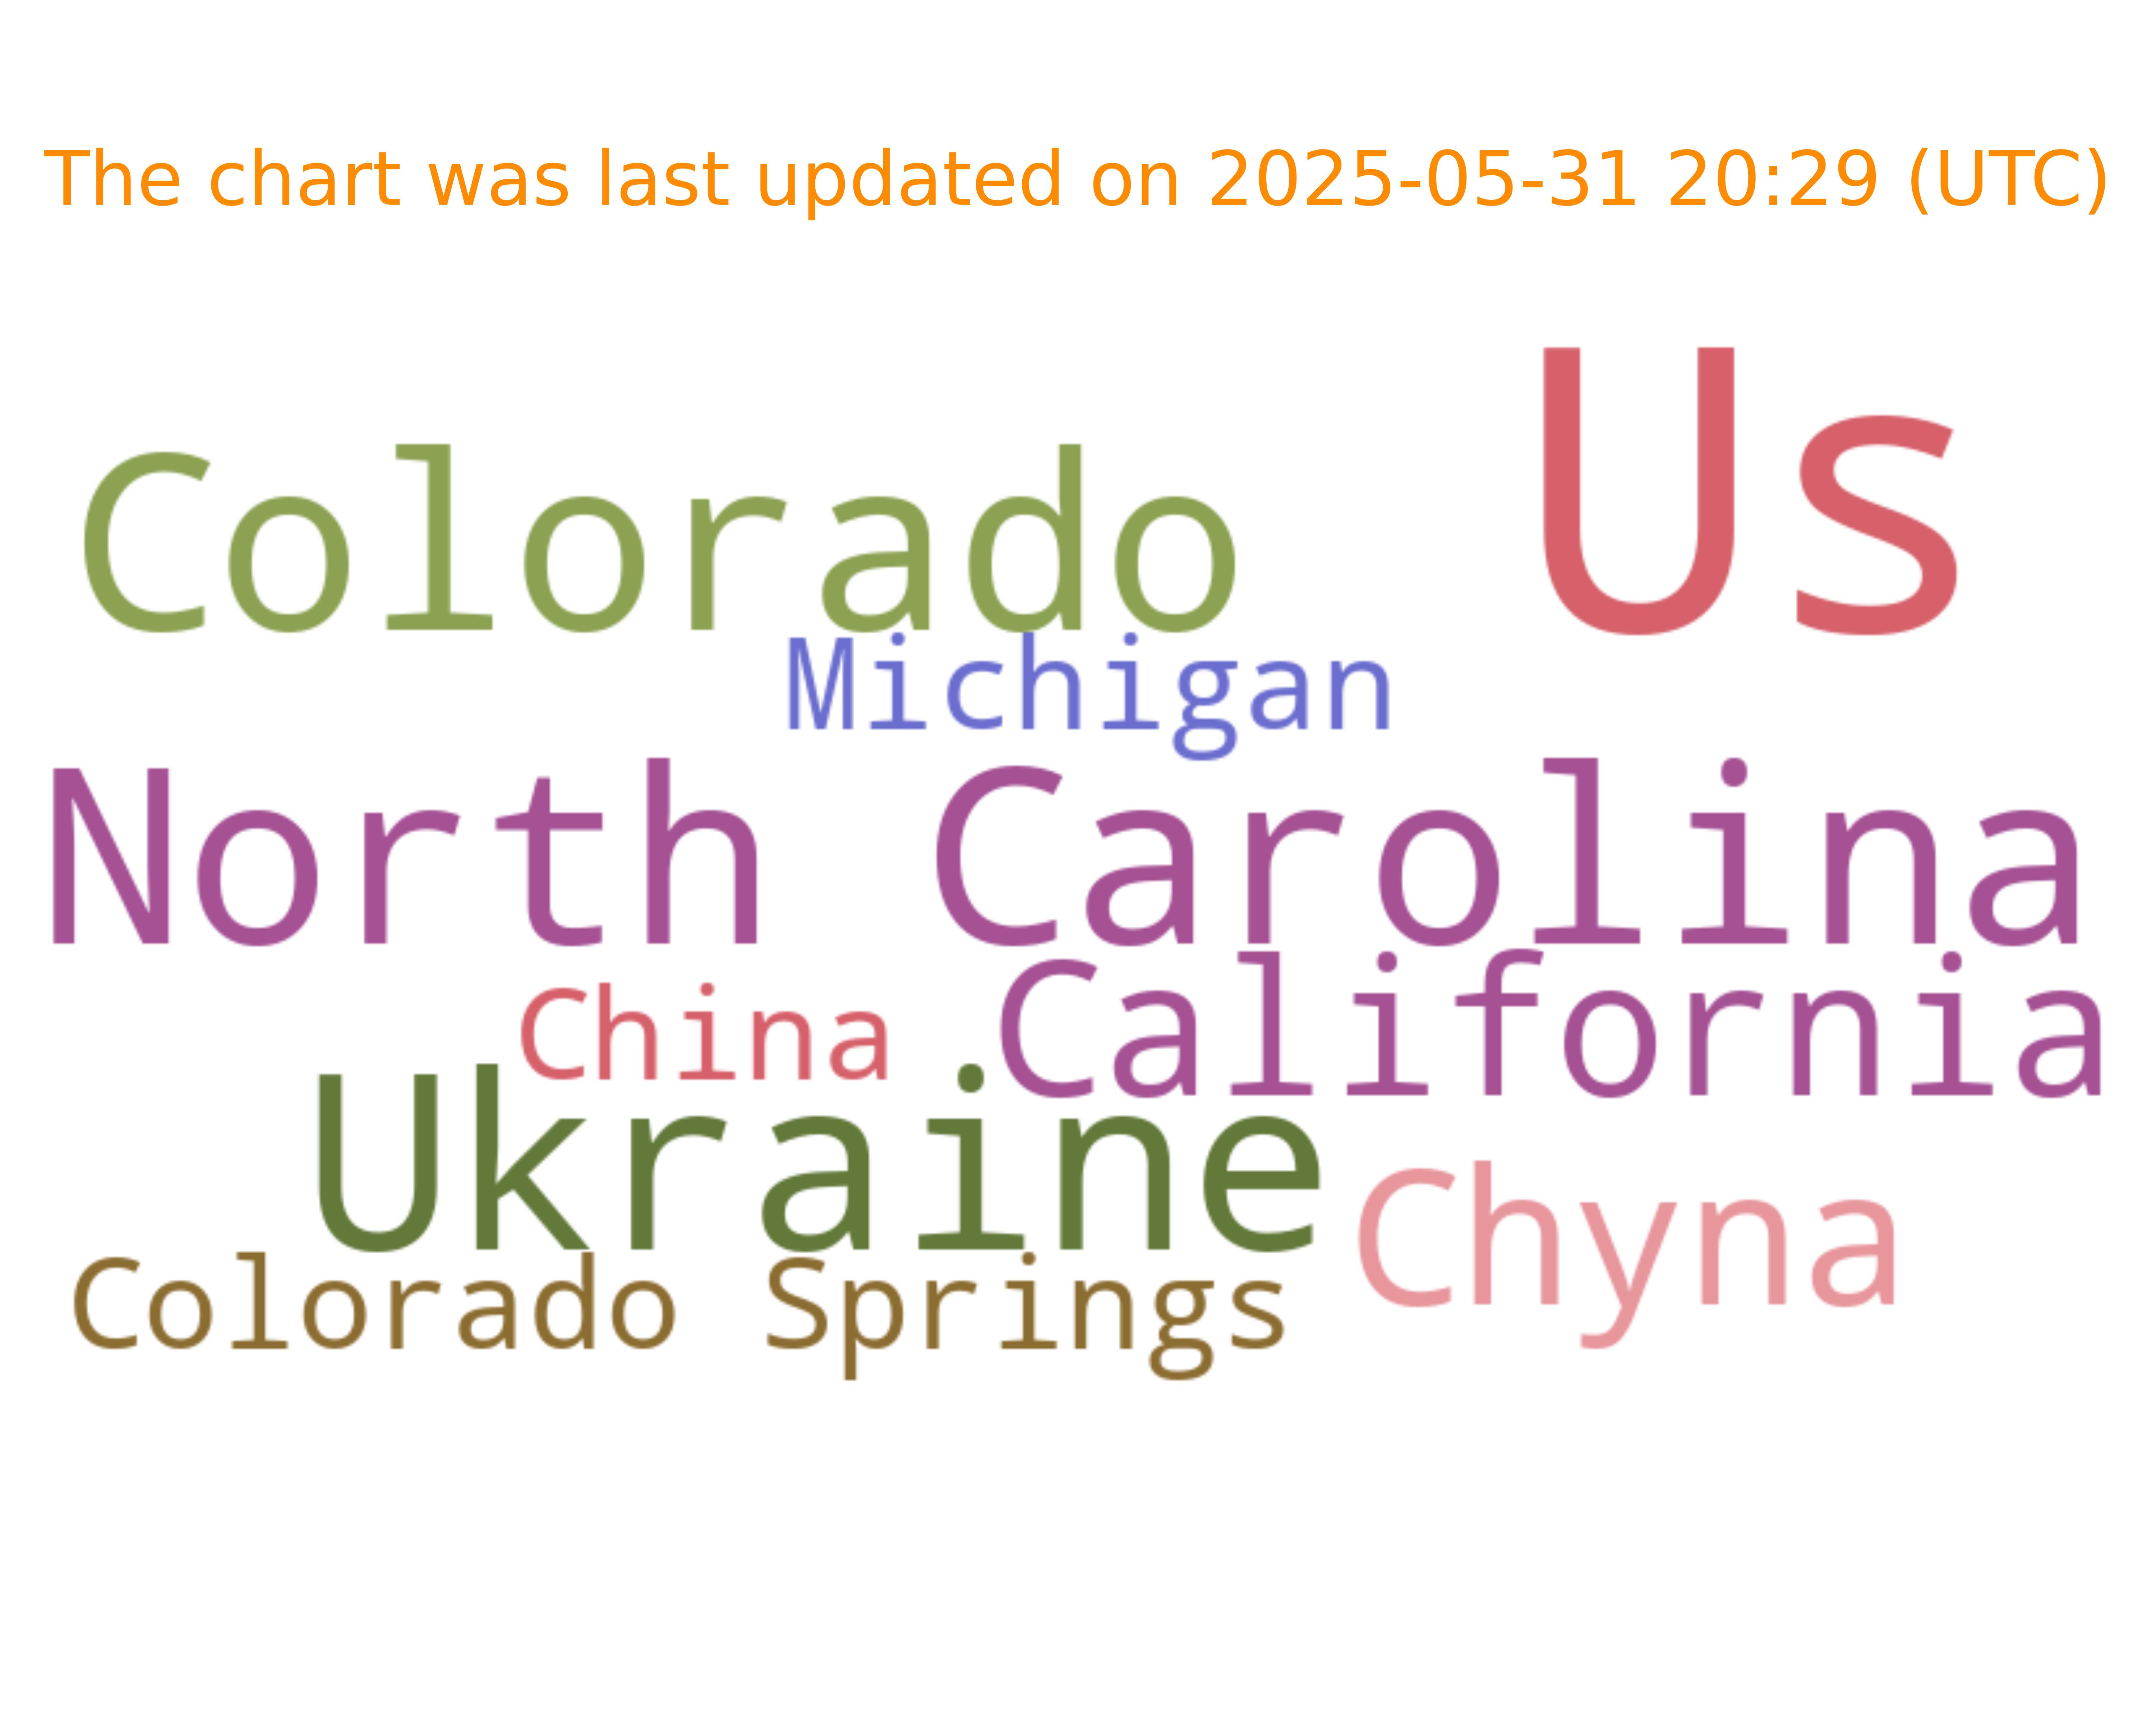 The chart was last updated on 2025-05-31 20:29 (UTC)
Us
Colorado
Michigan
North Carolina
California
China
Ukraine
Chyna
Colorado Springs